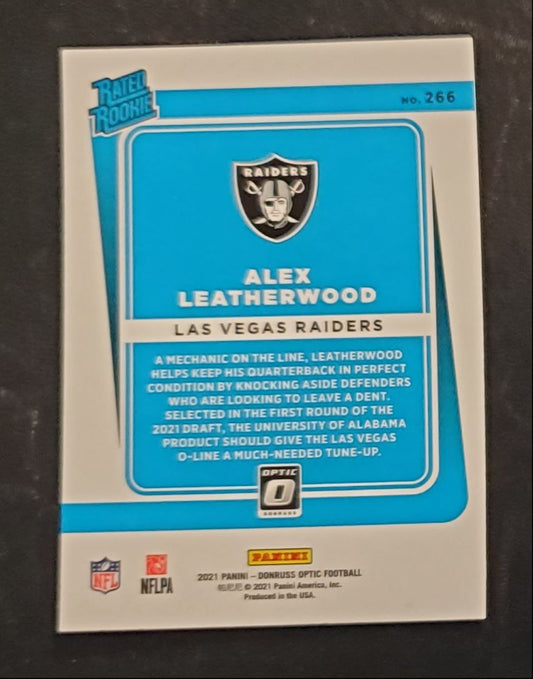 RATED
ROOKIE
NO. 266
RAIDERS
ALEX
LEATHERWOOD
LAS VEGAS RAIDERS
A MECHANIC ON THE LINE, LEATHERWOOD
HELPS KEEP HIS QUARTERBACK IN PERFECT
CONDITION BY KNOCKING ASIDE DEFENDERS
WHO ARE LOOKING TO LEAVE A DENT.
SELECTED IN THE FIRST ROUND OF THE
2021 DRAFT, THE UNIVERSITY OF ALABAMA
PRODUCT SHOULD GIVE THE LAS VEGAS
O-LINE A MUCH-NEEDED TUNE-UP.
OPTIC
DONRUSS
PANINI
NFL
NFLPA
2021 PANINI – DONRUSS OPTIC FOOTBALL
© 2021 Panini America, Inc.
Produced in the USA.